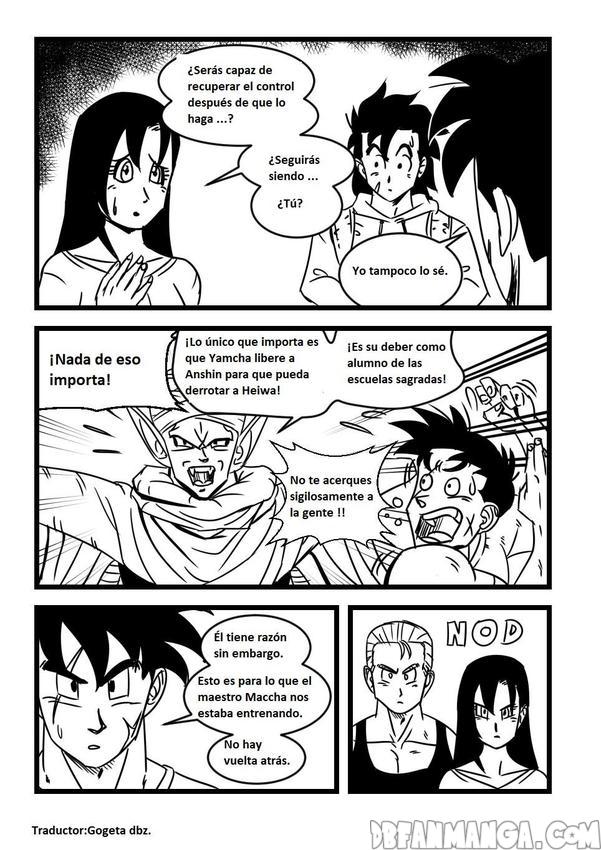 ¿Serás capaz de
recuperar el control
después de que lo
haga ...?
¿Seguirás
siendo ...
¿Tú?
Yo tampoco lo sé.
¡Nada de eso
importa!
¡Lo único que importa es
que Yamcha libere a
Anshin para que pueda
derrotar a Heiwa!
¡Es su deber como
alumno de las
escuelas sagradas!
No te acerques
sigilosamente a
la gente !!
Él tiene razón
sin embargo.
Esto es para lo que el
maestro Maccha nos
estaba entrenando.
No hay
vuelta atrás.
NOD
Traductor:Gogeta dbz.
DBFANMANGA.COM